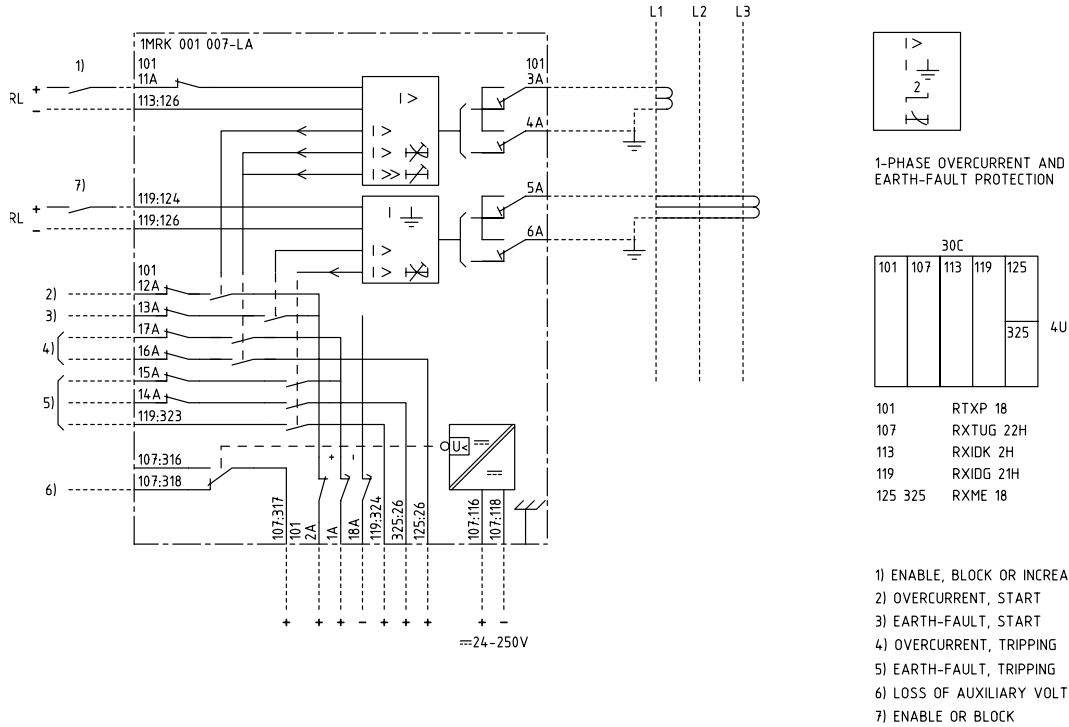 L1 L2 L3
1MRK 001 007-LA
1)
101
11A
113:126
RL + -
101
3A
4A
I>
I>
I>
I>>
7)
119:124
119:126
RL + -
5A
6A
I
I>
I>
101
2) 12A
3) 13A
4) 17A
16A
5) 15A
14A
119:323
107:316
6) 107:318
+ -
U<
107:317
101
2A
1A
18A
119:324
325:26
125:26
107:116
107:118
+ + + - + + + + -
24-250V
I>
I
2
1-PHASE OVERCURRENT AND
EARTH-FAULT PROTECTION
30C
101 107 113 119 125
325
4U
101 RTXP 18
107 RXTUG 22H
113 RXIDK 2H
119 RXIDG 21H
125 325 RXME 18
1) ENABLE, BLOCK OR INCREA
2) OVERCURRENT, START
3) EARTH-FAULT, START
4) OVERCURRENT, TRIPPING
5) EARTH-FAULT, TRIPPING
6) LOSS OF AUXILIARY VOLT
7) ENABLE OR BLOCK